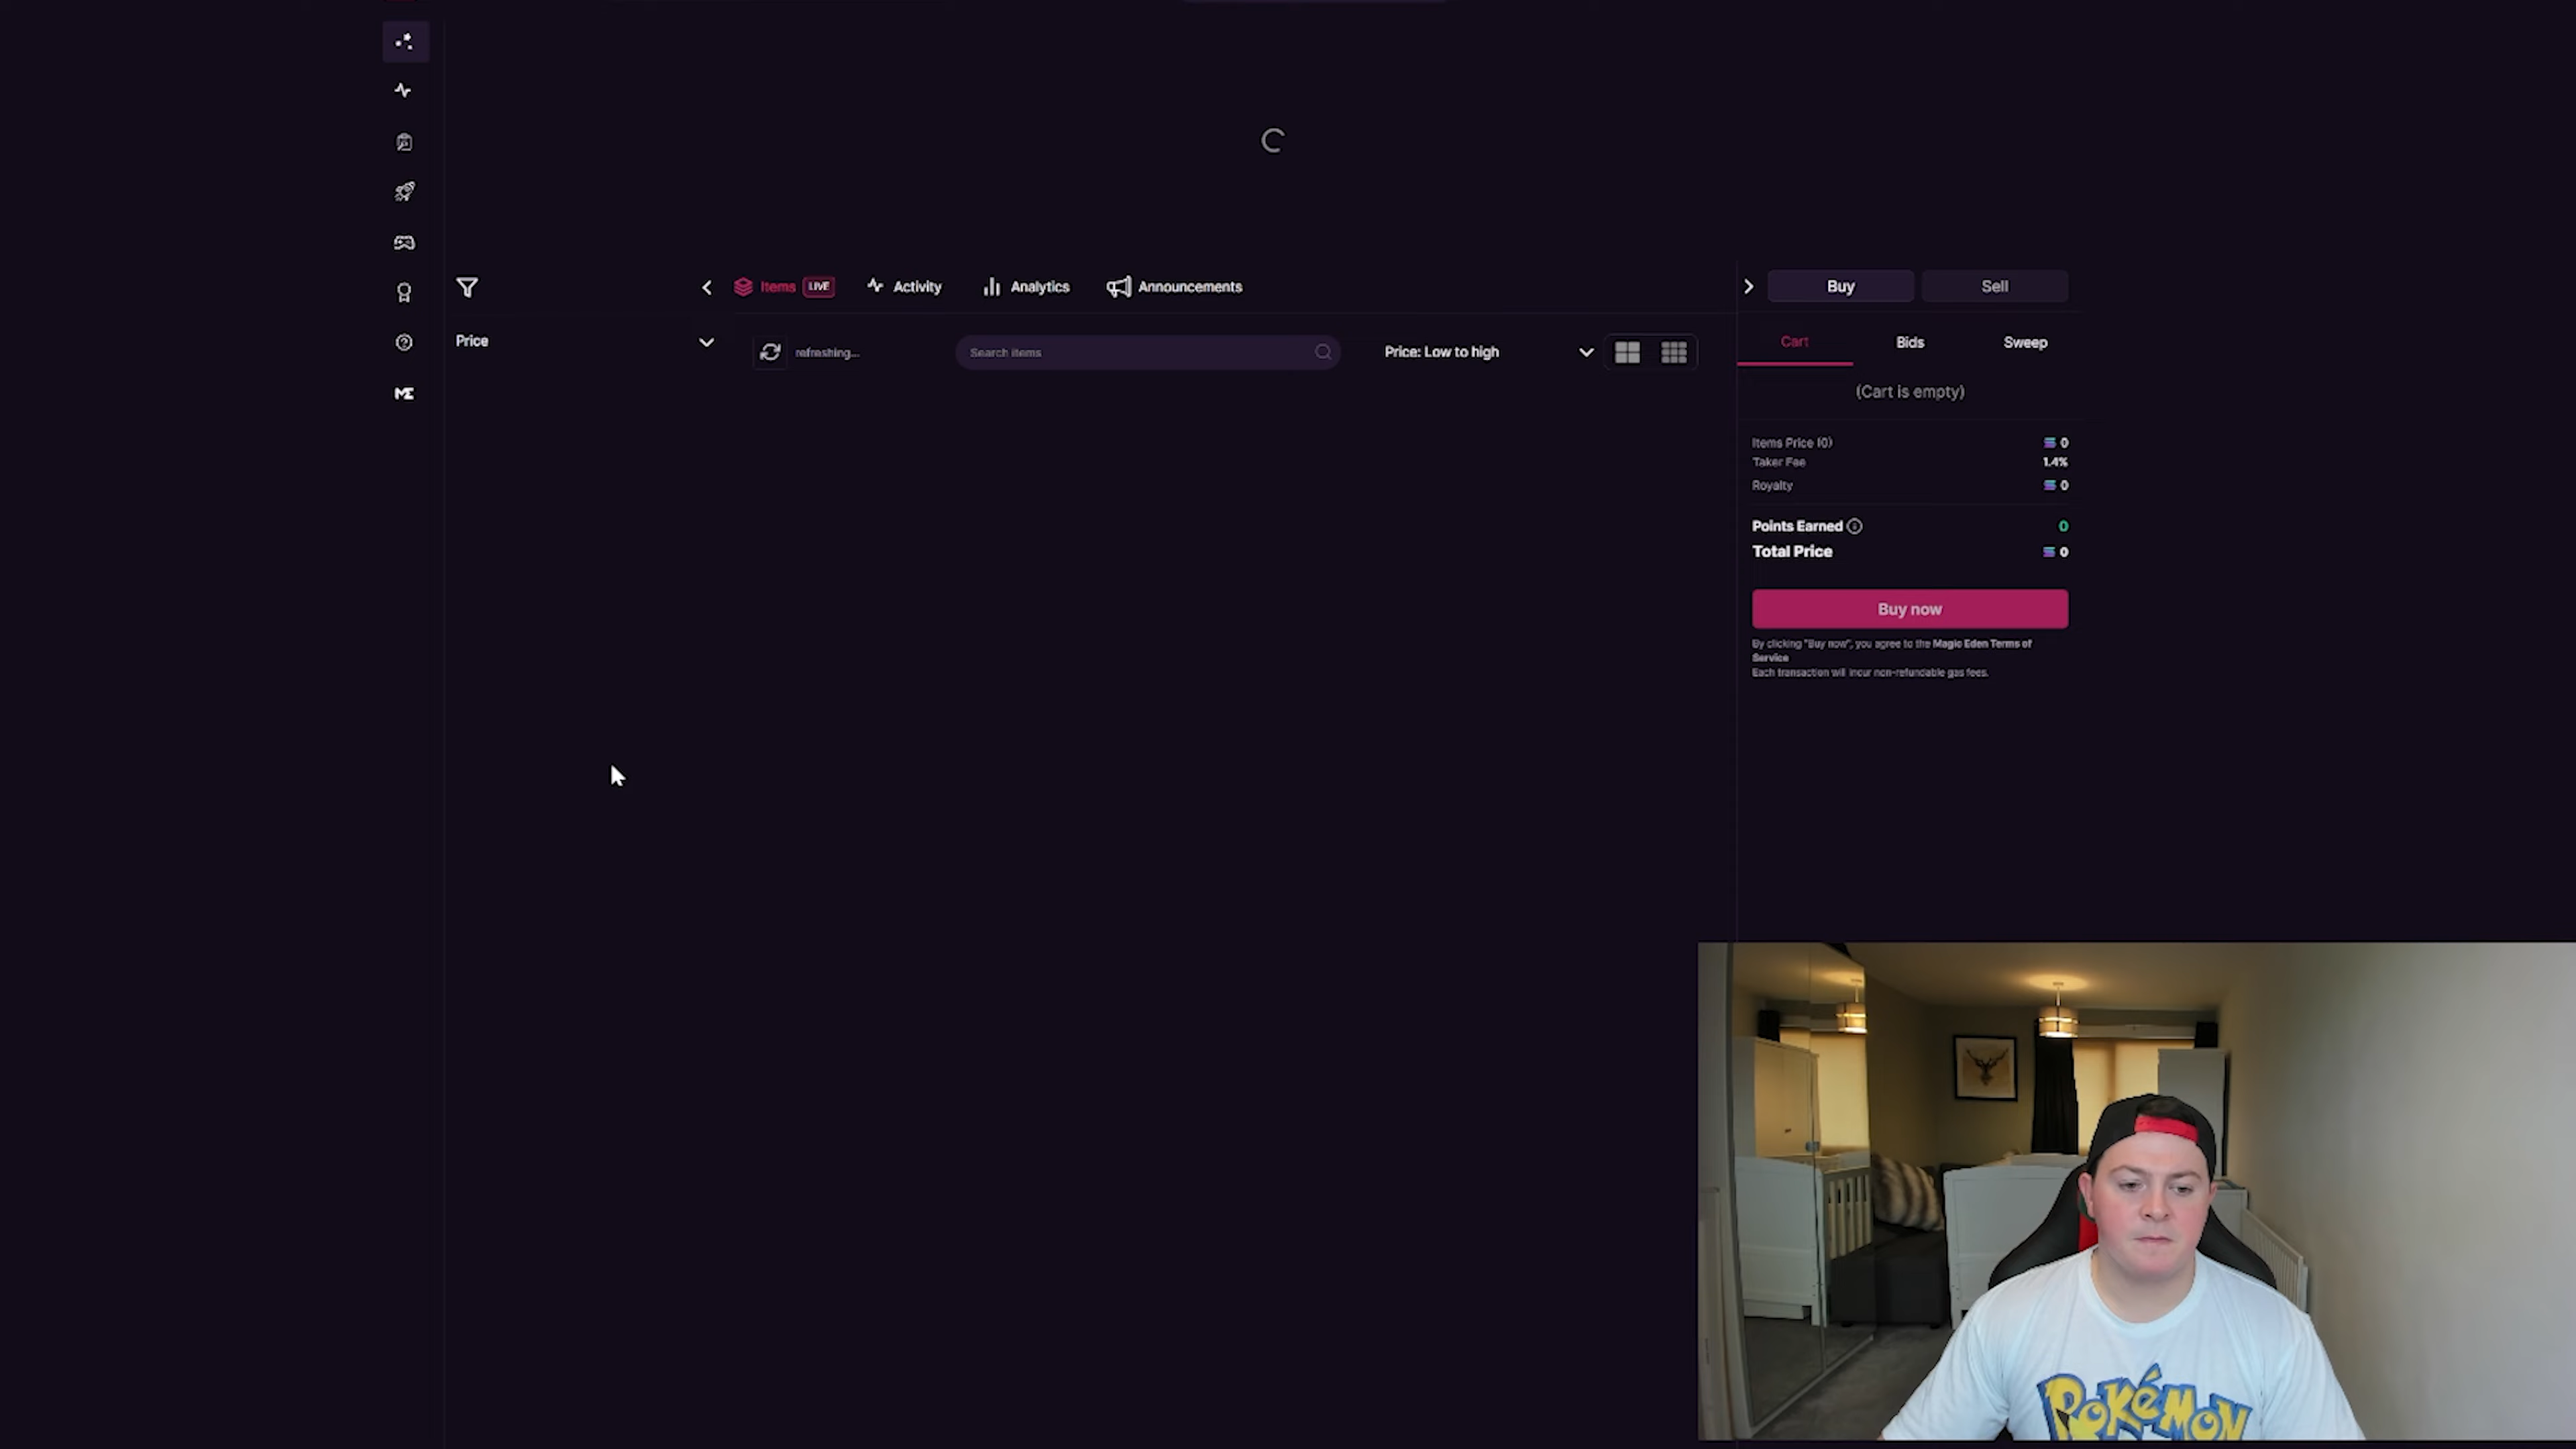 Items LIVE
Activity
Analytics
Announcements
Buy
Sell
Price
refreshing...
Search items
Price: Low to high
Cart
Bids
Sweep
(Cart is empty)
Items Price (0)
0
Taker Fee
1.4%
Royalty
0
Points Earned
0
Total Price
0
Buy now
By clicking "Buy now", you agree to the Magic Eden Terms of
Service
Each transaction will incur non-refundable gas fees.
ME
POKéMON